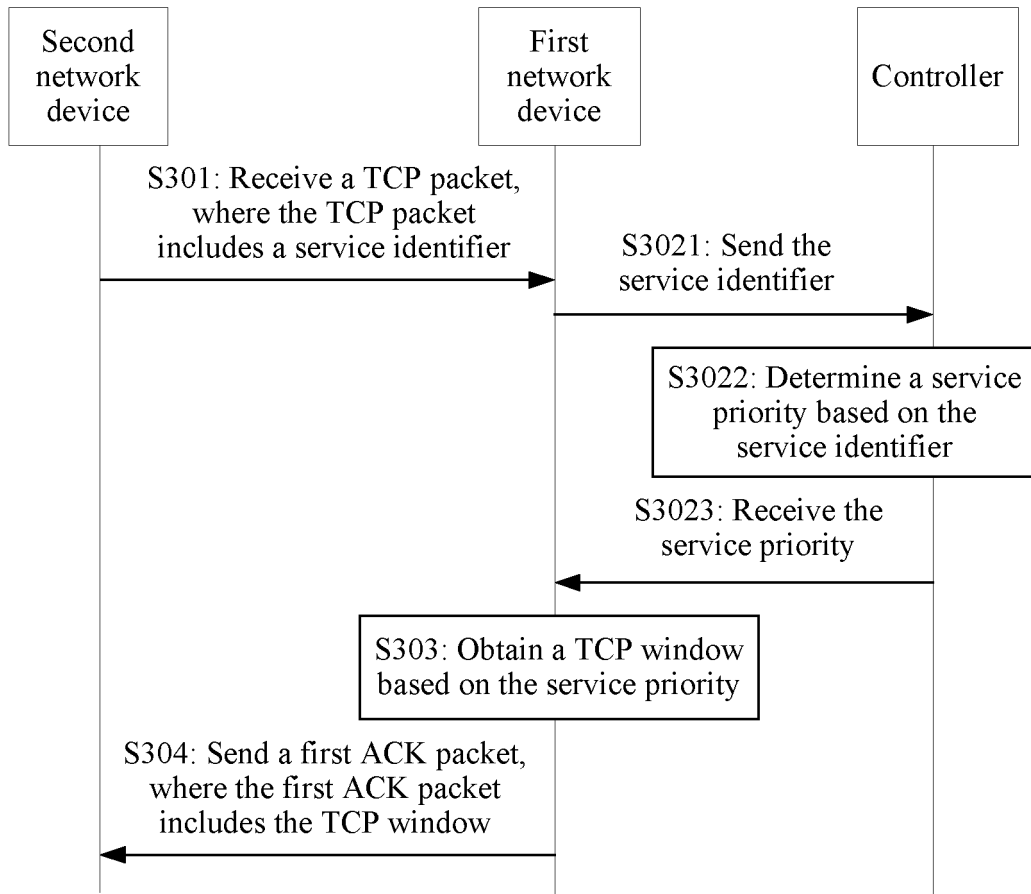 Second
network
device
First
network
device
Controller
S301: Receive a TCP packet,
where the TCP packet
includes a service identifier
S3021: Send the
service identifier
S3022: Determine a service
priority based on the
service identifier
S3023: Receive the
service priority
S303: Obtain a TCP window
based on the service priority
S304: Send a first ACK packet,
where the first ACK packet
includes the TCP window